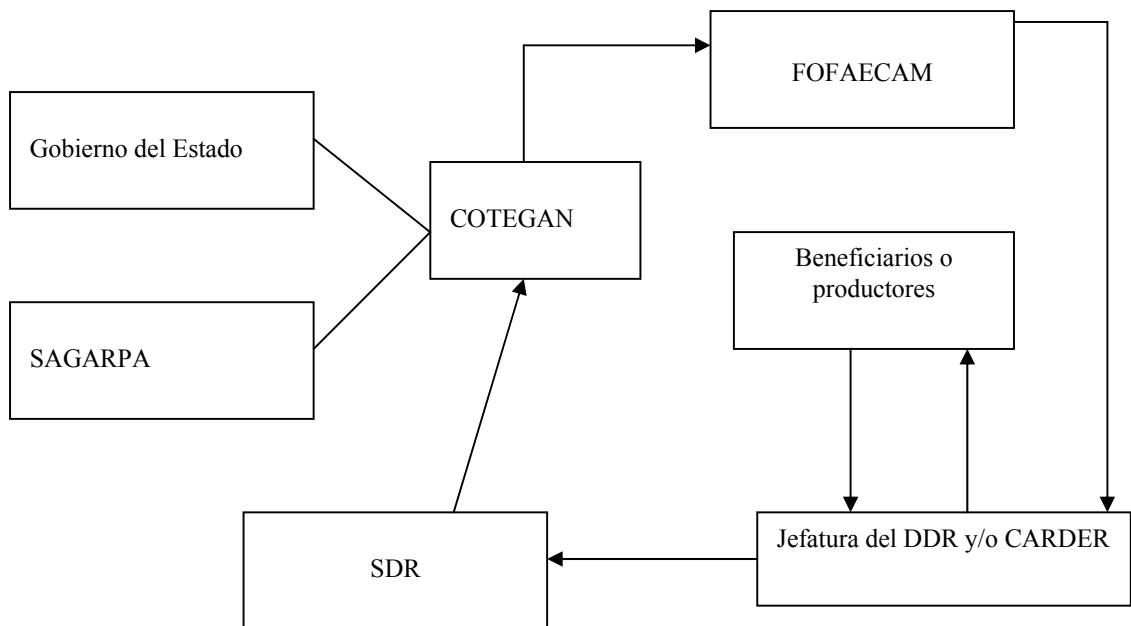 FOFAECAM
Gobierno del Estado
COTEGAN
Beneficiarios o
productores
SAGARPA
Jefatura del DDR y/o CARDER
SDR